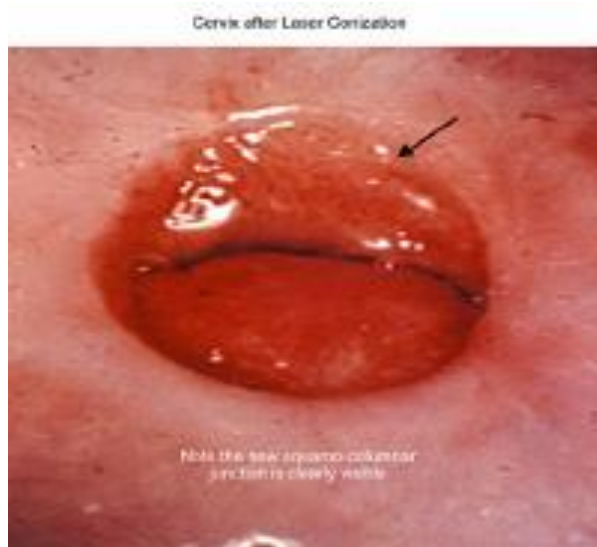 Cervix after Laser Conization
Note the new squamo-columnar
junction is clearly visible